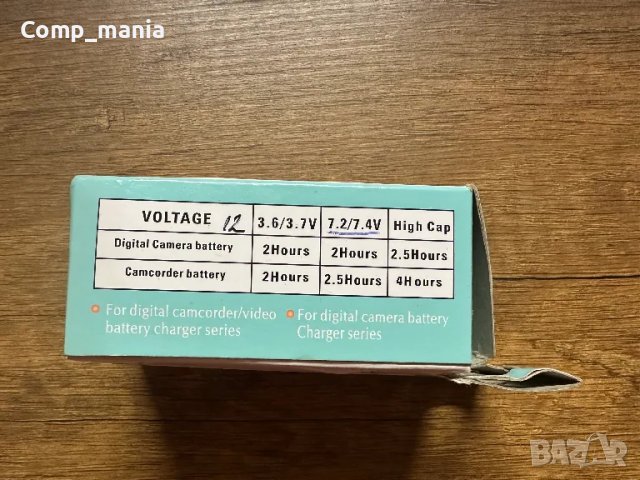 Comp_mania
VOLTAGE 12 3.6/3.7V 7.2/7.4V High Cap
Digital Camera battery 2Hours 2Hours 2.5Hours
Camcorder battery 2Hours 2.5Hours 4Hours
For digital camcorder/video
battery charger series
For digital camera battery
Charger series
BAZAR